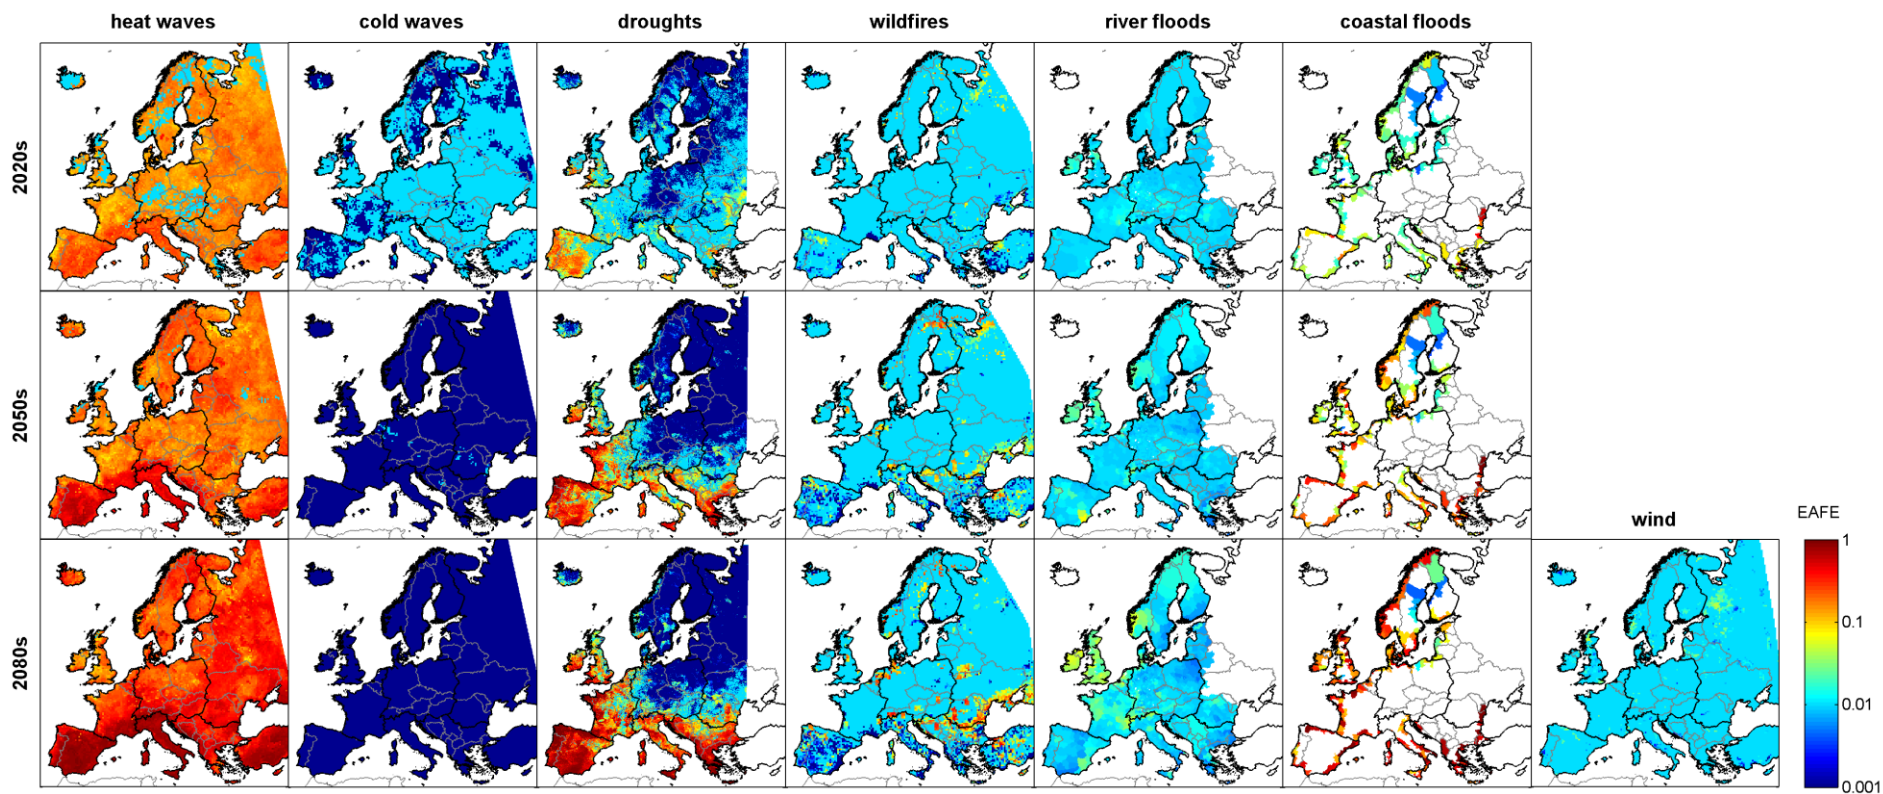 heat waves cold waves droughts wildfires river floods coastal floods
2020s
2050s
wind
EAFE
2080s
1
0.1
0.01
0.001